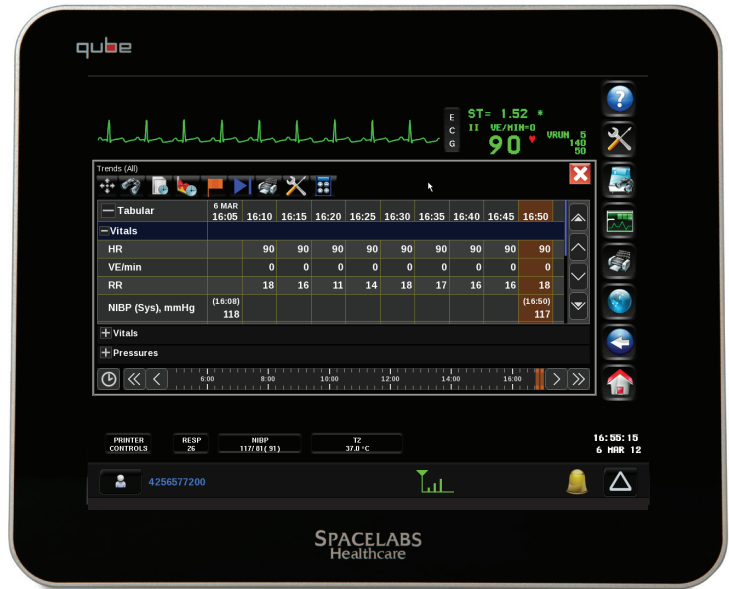 qube
E
C
G
ST= 1.52 *
II VE/MIN=0
90
VRUN 5
140
50
Trends (All)
Tabular
6 MAR
16:05 16:10 16:15 16:20 16:25 16:30 16:35 16:40 16:45 16:50
Vitals
HR 90 90 90 90 90 90 90 90 90
VE/min 0 0 0 0 0 0 0 0 0
RR 18 16 11 14 18 17 16 16 18
NIBP (Sys), mmHg (16:08) 118 (16:50) 117
Vitals
Pressures
6:00 8:00 10:00 12:00 14:00 16:00
PRINTER
CONTROLS
RESP
26
NIBP
117/ 81( 91)
T2
37.0 °C
16:55:15
6 MAR 12
4256577200
SPACELABS
Healthcare